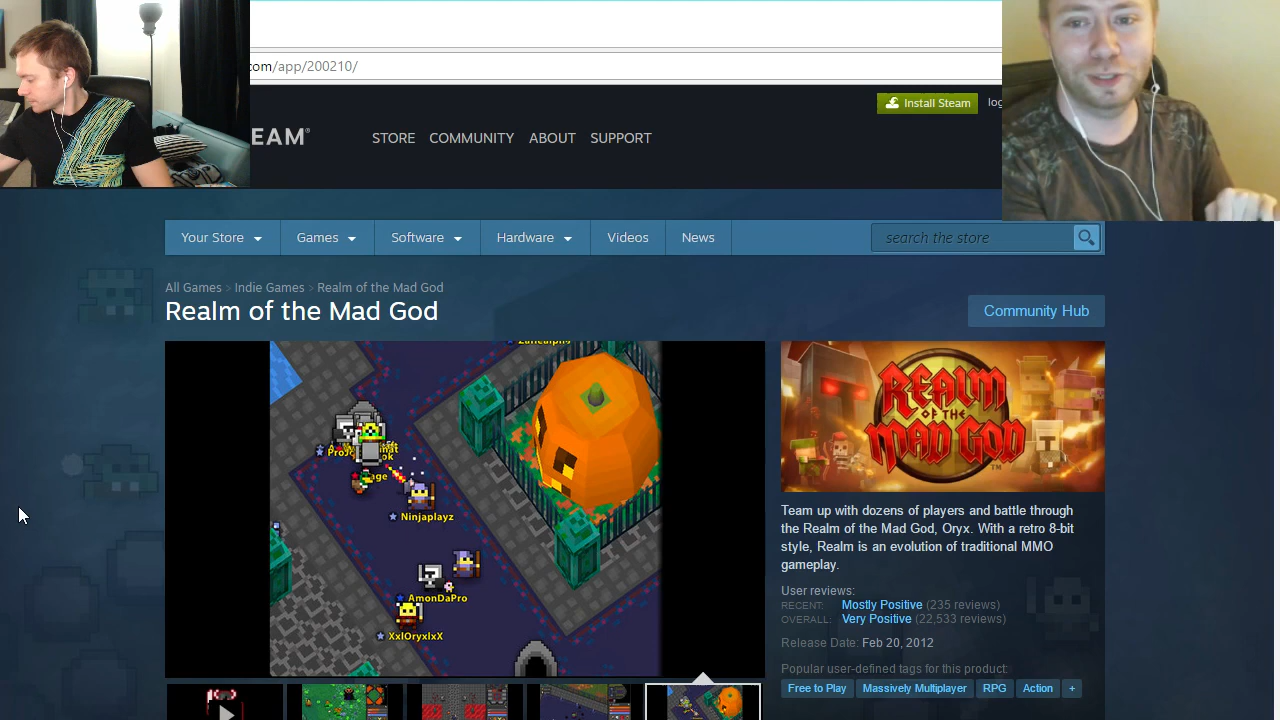 com/app/200210/
Install Steam
log
EAM®
STORE COMMUNITY ABOUT SUPPORT
Your Store Games Software Hardware Videos News
search the store
All Games > Indie Games > Realm of the Mad God
Realm of the Mad God
Community Hub
Ninjaplayz
AmonDaPro
XxlOryxlxX
REALM
OF THE
MAD GOD
TM
Team up with dozens of players and battle through
the Realm of the Mad God, Oryx. With a retro 8-bit
style, Realm is an evolution of traditional MMO
gameplay.
User reviews:
RECENT: Mostly Positive (235 reviews)
OVERALL: Very Positive (22,533 reviews)
Release Date: Feb 20, 2012
Popular user-defined tags for this product:
Free to Play Massively Multiplayer RPG Action +